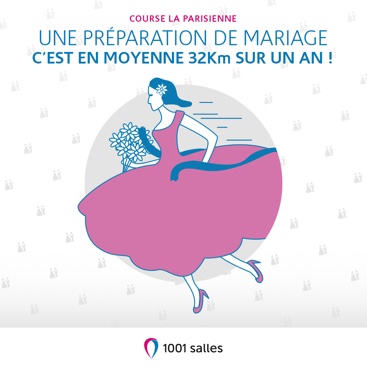 COURSE LA PARISIENNE
UNE PRÉPARATION DE MARIAGE
C'EST EN MOYENNE 32Km SUR UN AN !
1001 salles